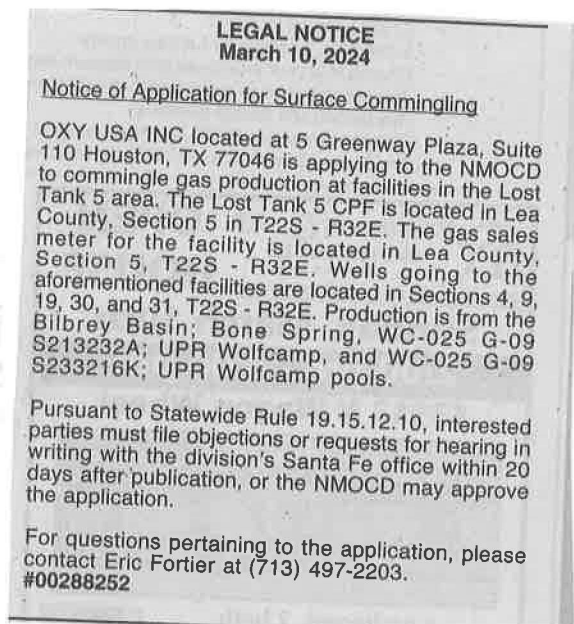 LEGAL NOTICE
March 10, 2024
Notice of Application for Surface Commingling
OXY USA INC located at 5 Greenway Plaza, Suite
110 Houston, TX 77046 is applying to the NMOCD
to commingle gas production at facilities in the Lost
Tank 5 area. The Lost Tank 5 CPF is located in Lea
County, Section 5 in T22S - R32E. The gas sales
meter for the facility is located in Lea County,
Section 5, T22S - R32E. Wells going to the
aforementioned facilities are located in Sections 4, 9,
19, 30, and 31, T22S - R32E. Production is from the
Bilbrey Basin; Bone Spring, WC-025 G-09
S213232A; UPR Wolfcamp, and WC-025 G-09
S233216K; UPR Wolfcamp pools.
Pursuant to Statewide Rule 19.15.12.10, interested
parties must file objections or requests for hearing in
writing with the division's Santa Fe office within 20
days after publication, or the NMOCD may approve
the application.
For questions pertaining to the application, please
contact Eric Fortier at (713) 497-2203.
#00288252